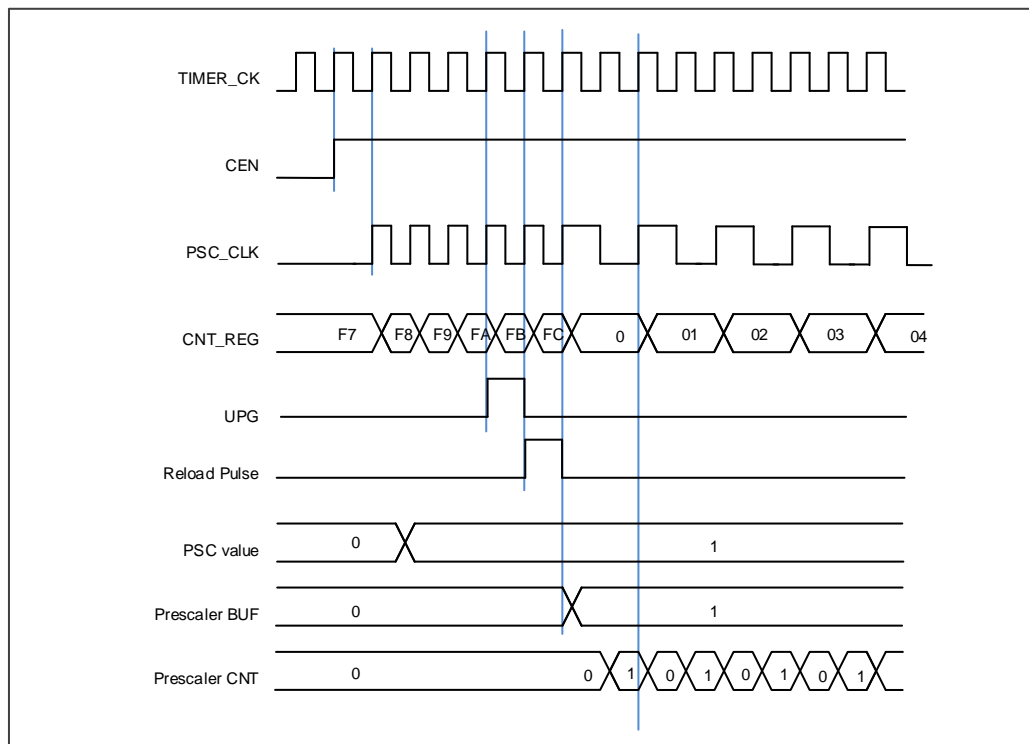 TIMER_CK
CEN
PSC_CLK
CNT_REG F7 F8 F9 FA FB FC 0 01 02 03 04
UPG
Reload Pulse
PSC value 0 1
Prescaler BUF 0 1
Prescaler CNT 0 0 1 0 1 0 1 0 1